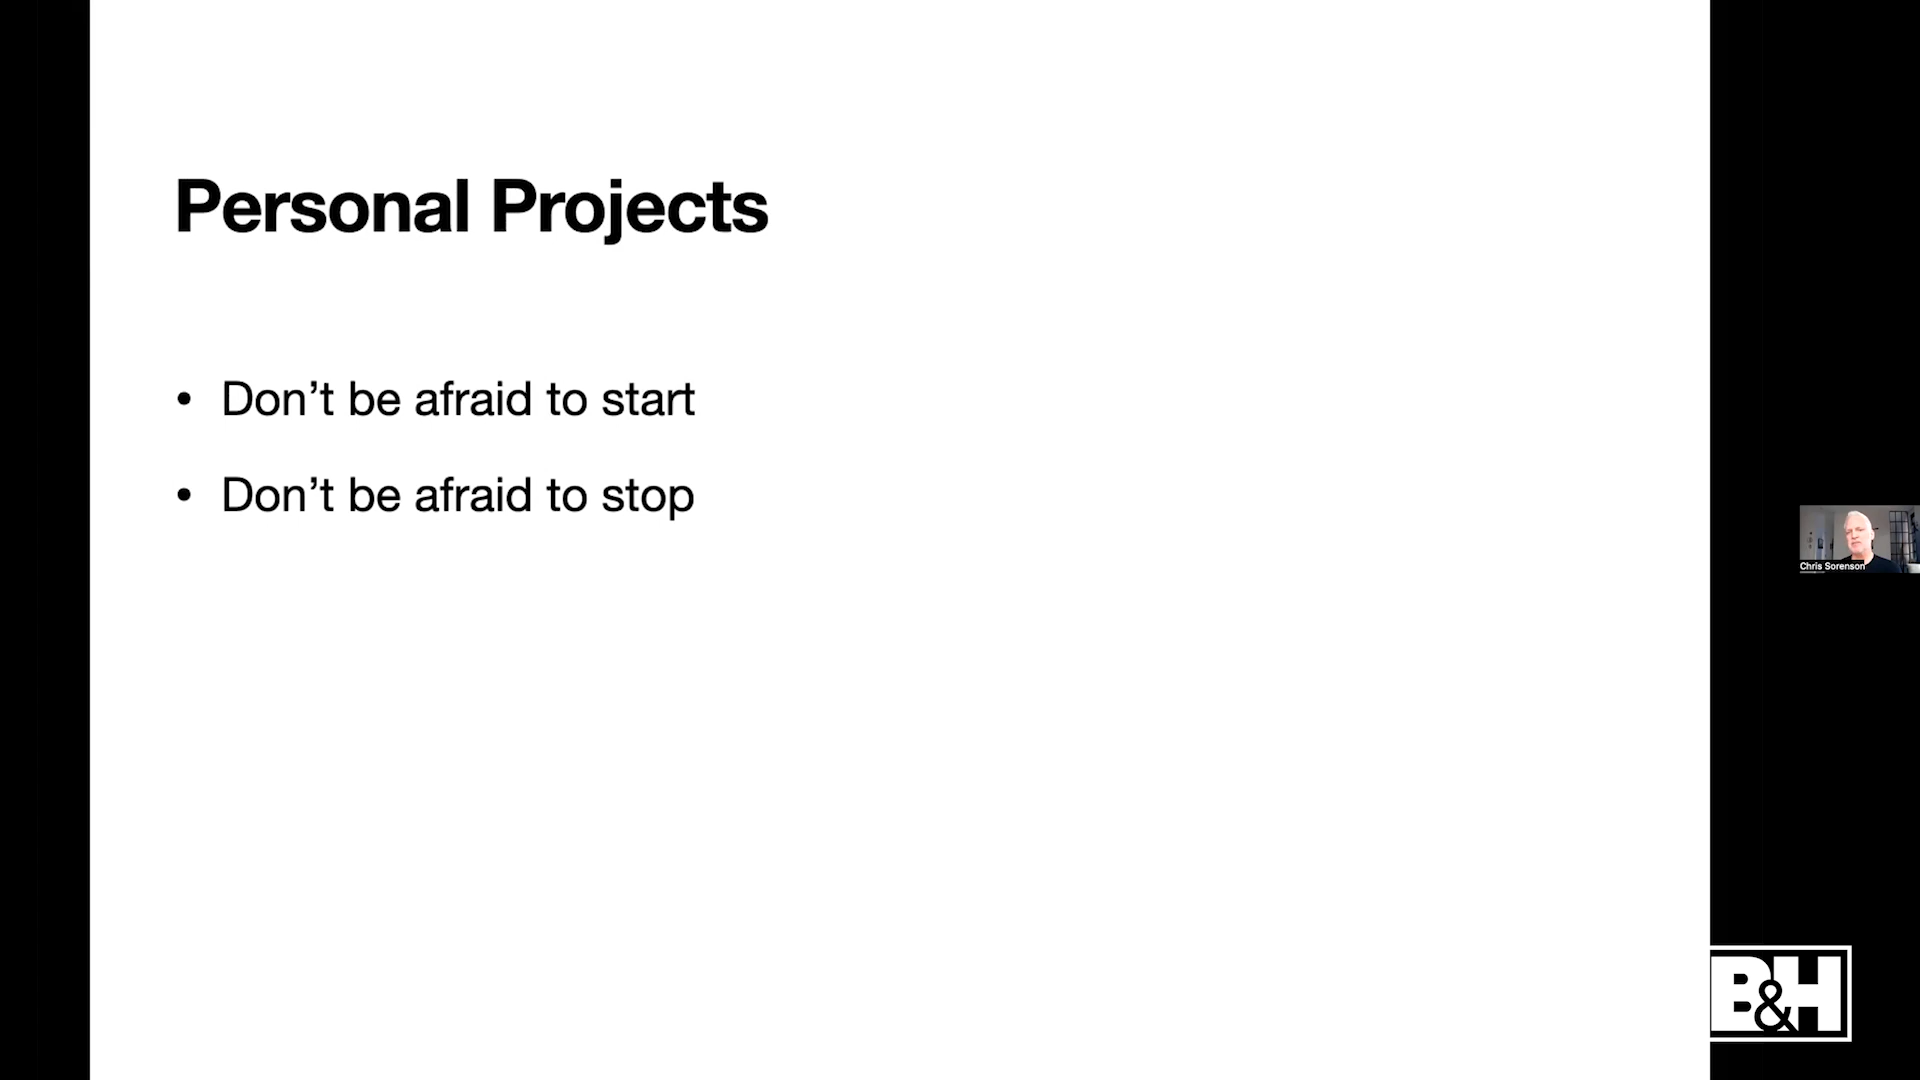 Personal Projects
• Don’t be afraid to start
• Don’t be afraid to stop
Chris Sorenson
B&H